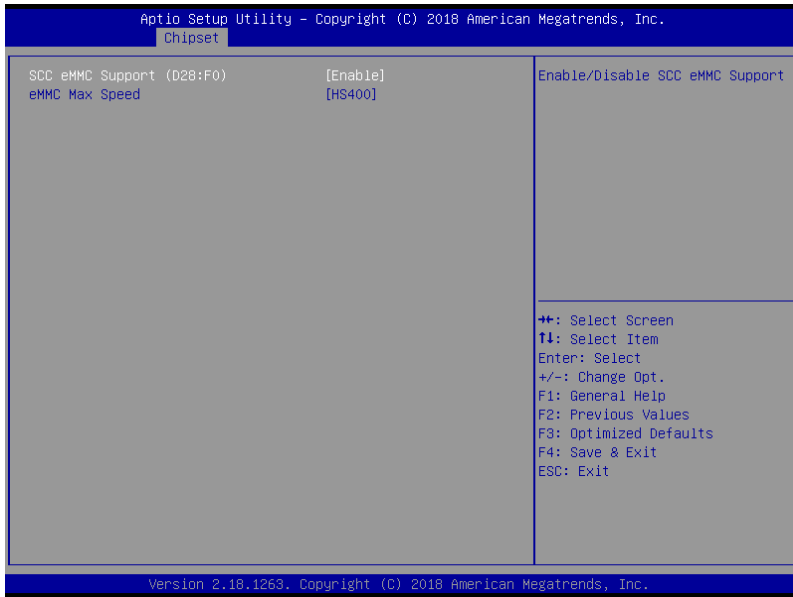 Aptio Setup Utility – Copyright (C) 2018 American Megatrends, Inc.
Chipset
SCC eMMC Support (D28:F0) [Enable]
eMMC Max Speed [HS400]
Enable/Disable SCC eMMC Support
→←: Select Screen
↑↓: Select Item
Enter: Select
+/-: Change Opt.
F1: General Help
F2: Previous Values
F3: Optimized Defaults
F4: Save & Exit
ESC: Exit
Version 2.18.1263. Copyright (C) 2018 American Megatrends, Inc.